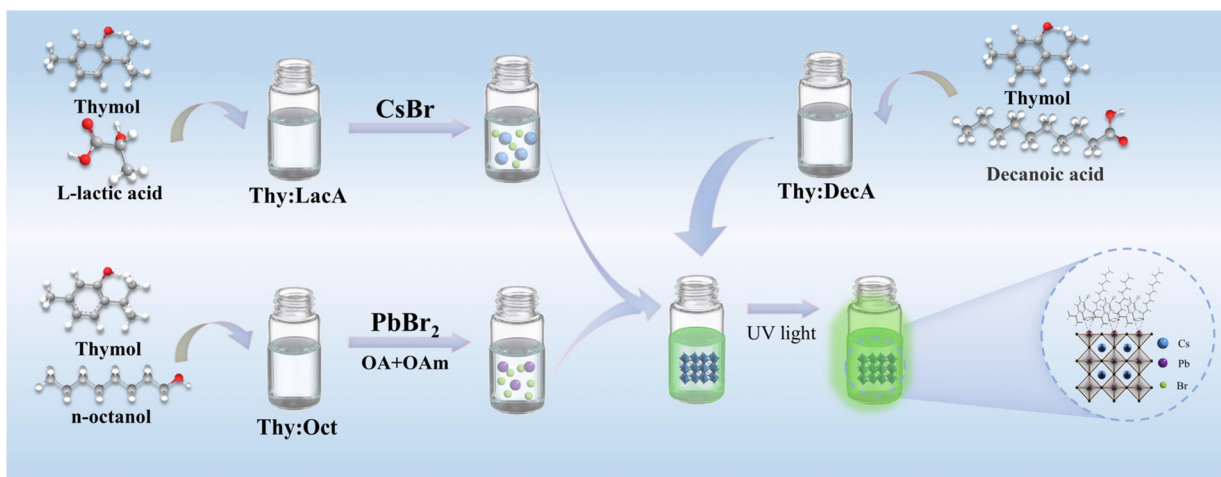 Thymol
L-lactic acid
Thy:LacA
CsBr
Thy:DecA
Thymol
Decanoic acid
Thymol
n-octanol
Thy:Oct
PbBr2
OA+OAm
UV light
Cs
Pb
Br